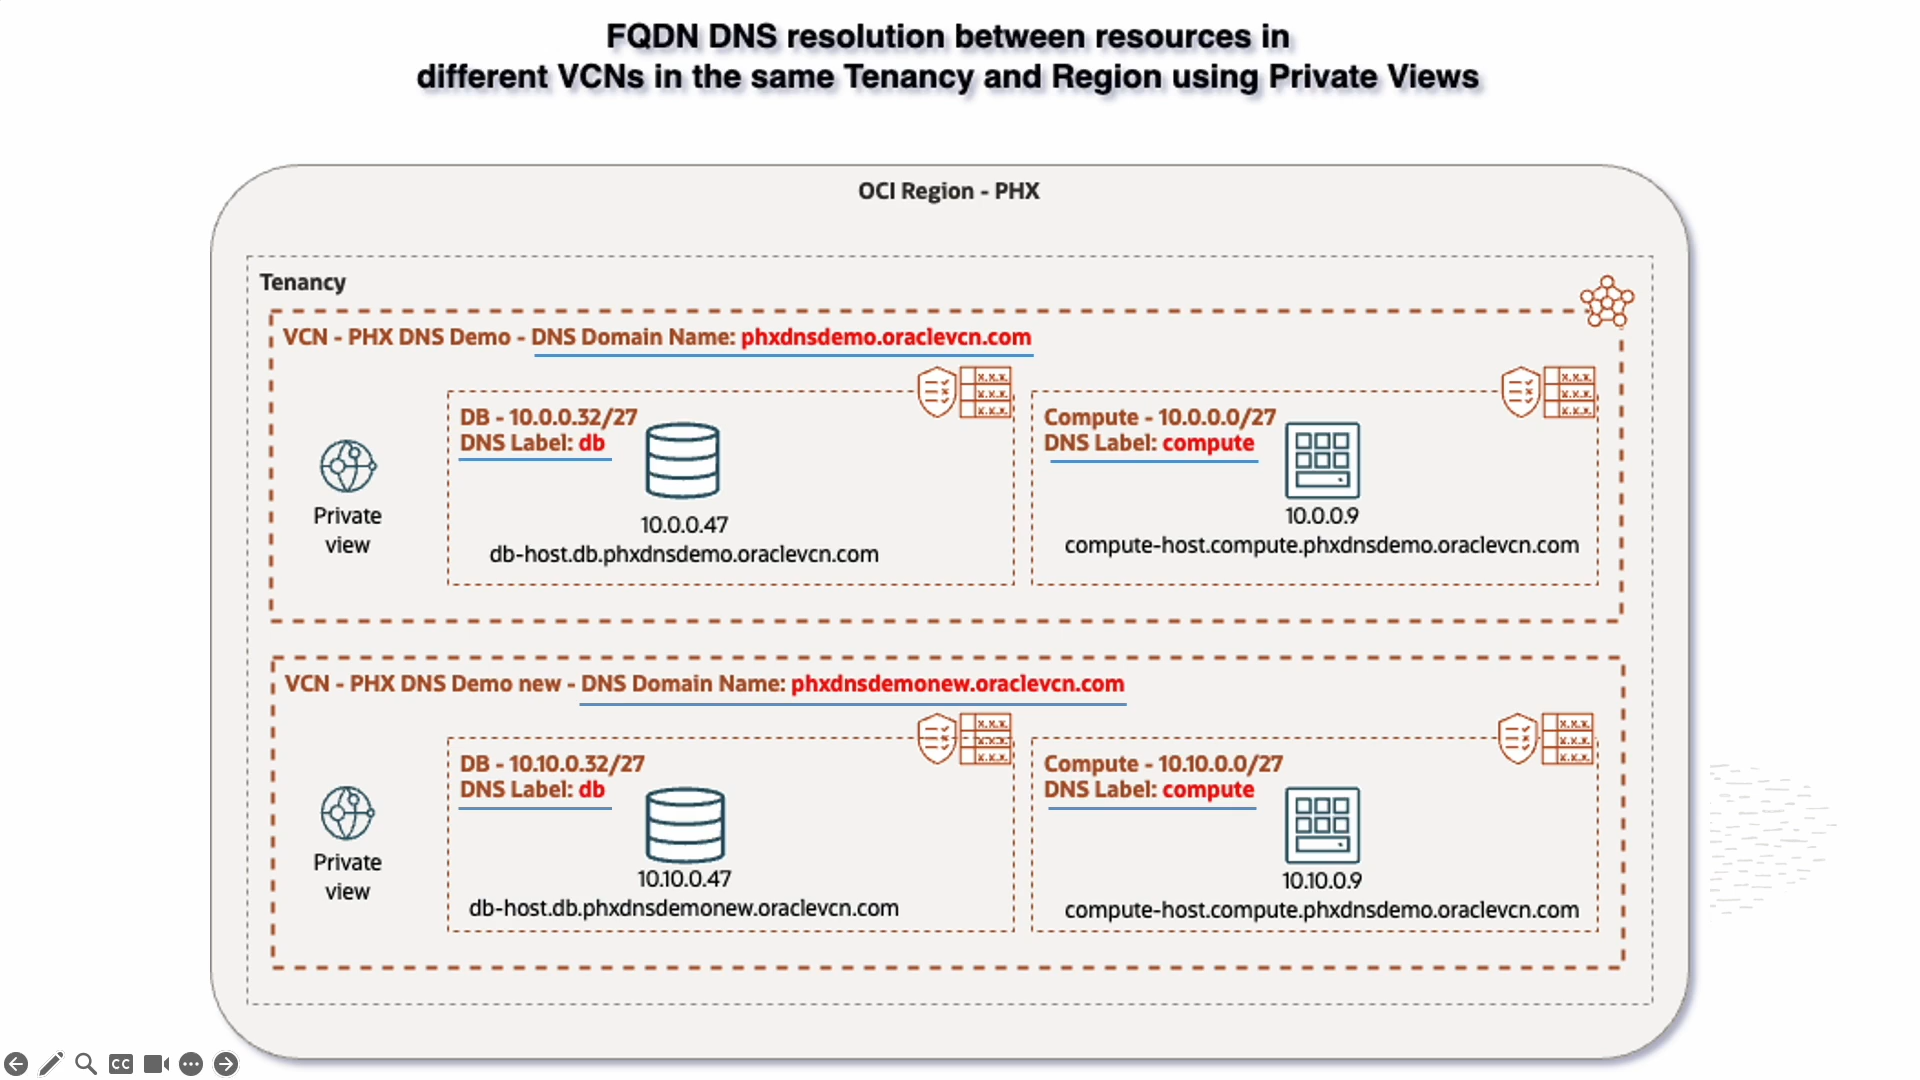 FQDN DNS resolution between resources in
different VCNs in the same Tenancy and Region using Private Views
OCI Region - PHX
Tenancy
VCN - PHX DNS Demo - DNS Domain Name: phxdnsdemo.oraclevcn.com
Private
view
DB - 10.0.0.32/27
DNS Label: db
10.0.0.47
db-host.db.phxdnsdemo.oraclevcn.com
X.X.X.
X.X.X.
X.X.X.
Compute - 10.0.0.0/27
DNS Label: compute
10.0.0.9
compute-host.compute.phxdnsdemo.oraclevcn.com
X.X.X.
X.X.X.
X.X.X.
VCN - PHX DNS Demo new - DNS Domain Name: phxdnsdemonew.oraclevcn.com
Private
view
DB - 10.10.0.32/27
DNS Label: db
10.10.0.47
db-host.db.phxdnsdemonew.oraclevcn.com
X.X.X.
X.X.X.
X.X.X.
Compute - 10.10.0.0/27
DNS Label: compute
10.10.0.9
compute-host.compute.phxdnsdemo.oraclevcn.com
X.X.X.
X.X.X.
X.X.X.
CC